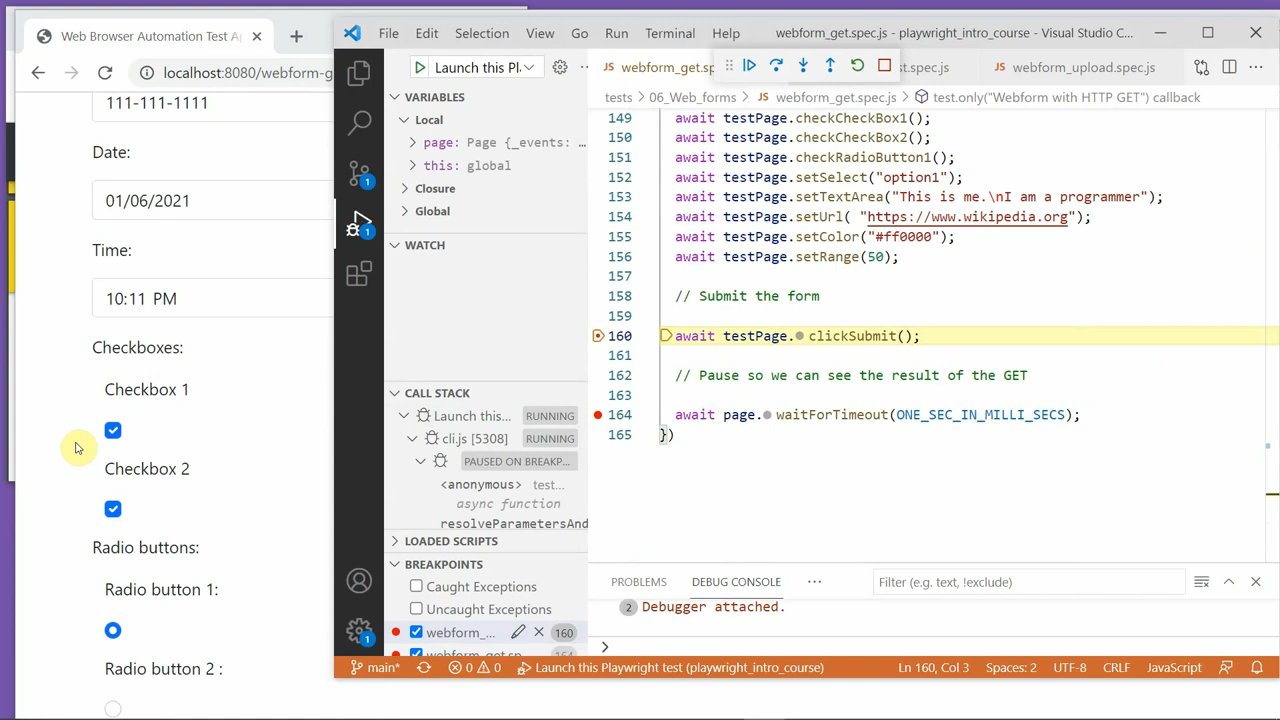 Web Browser Automation Test A
localhost:8080/webform-g
111-111-1111
Date:
01/06/2021
Time:
10:11 PM
Checkboxes:
Checkbox 1
Checkbox 2
Radio buttons:
Radio button 1:
Radio button 2 :
File Edit Selection View Go Run Terminal Help webform_get.spec.js - playwright_intro_course - Visual Studio C...
Launch this Pl
webform_get.sp
st.spec.js
webform_upload.spec.js
VARIABLES
Local
page: Page {_events: …
this: global
Closure
Global
WATCH
CALL STACK
Launch this... RUNNING
cli.js [5308] RUNNING
PAUSED ON BREAKP...
<anonymous> test...
async function
resolveParametersAnd
LOADED SCRIPTS
BREAKPOINTS
Caught Exceptions
Uncaught Exceptions
webform_... 160
webform_get.sp... 164
tests > 06_Web_forms > webform_get.spec.js > test.only("Webform with HTTP GET") callback
149 await testPage.checkCheckBox1();
150 await testPage.checkCheckBox2();
151 await testPage.checkRadioButton1();
152 await testPage.setSelect("option1");
153 await testPage.setTextArea("This is me.\nI am a programmer");
154 await testPage.setUrl( "https://www.wikipedia.org");
155 await testPage.setColor("#ff0000");
156 await testPage.setRange(50);
157
158 // Submit the form
159
160 await testPage. clickSubmit();
161
162 // Pause so we can see the result of the GET
163
164 await page. waitForTimeout(ONE_SEC_IN_MILLI_SECS);
165 })
PROBLEMS DEBUG CONSOLE ··· Filter (e.g. text, !exclude)
2 Debugger attached.
main* 0 0 Launch this Playwright test (playwright_intro_course) Ln 160, Col 3 Spaces: 2 UTF-8 CRLF JavaScript